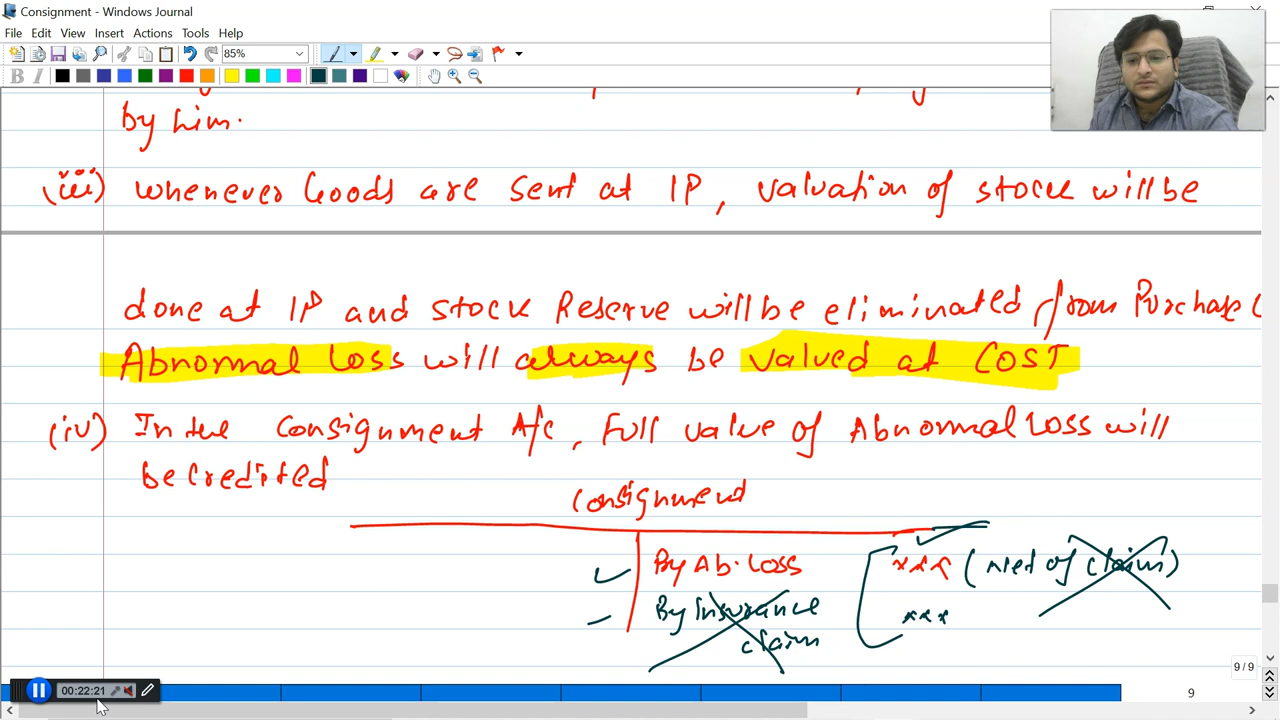 Consignment - Windows Journal
File Edit View Insert Actions Tools Help
85%
B I
by him.
(iii) whenever Goods are sent at IP, valuation of stock will be
done at IP and stock Reserve will be eliminated from Purchase
Abnormal Loss will always be valued at COST
(iv) In the Consignment A/c, Full value of Abnormal Loss will
be credited
Consignment
By Ab. Loss xxx (Net of claim)
By Insurance xxx
claim
9/9
00:22:21
9